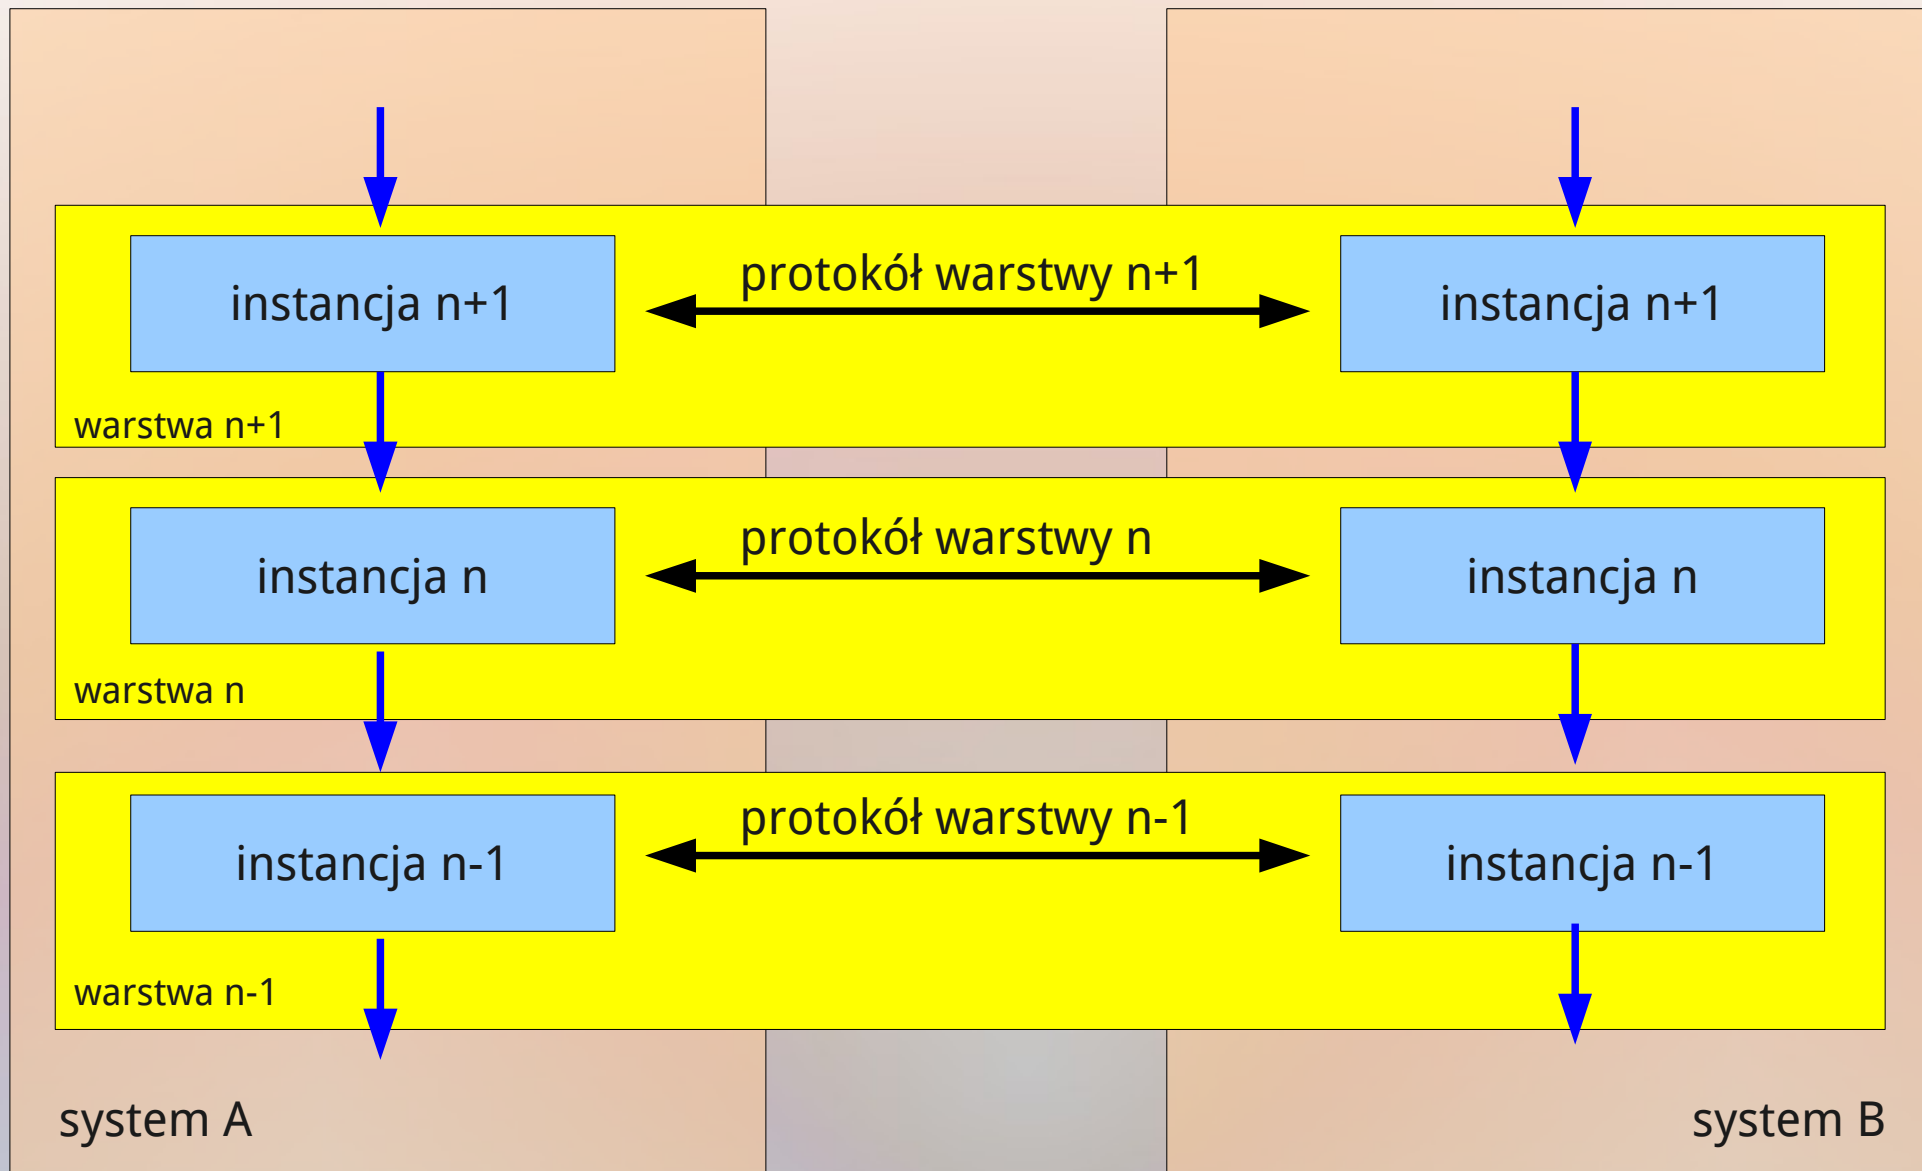 instancja n+1
protokół warstwy n+1
instancja n+1
warstwa n+1
instancja n
protokół warstwy n
instancja n
warstwa n
instancja n-1
protokół warstwy n-1
instancja n-1
warstwa n-1
system A
system B